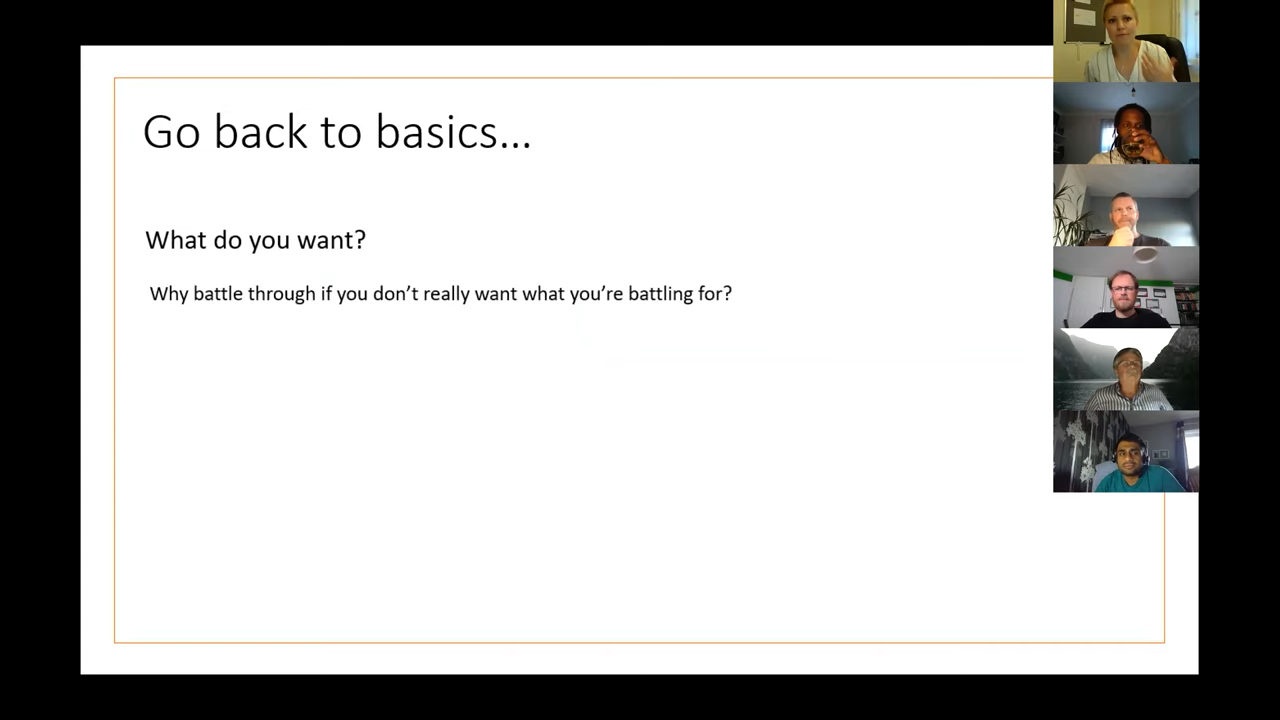 Go back to basics...
What do you want?
Why battle through if you don’t really want what you’re battling for?